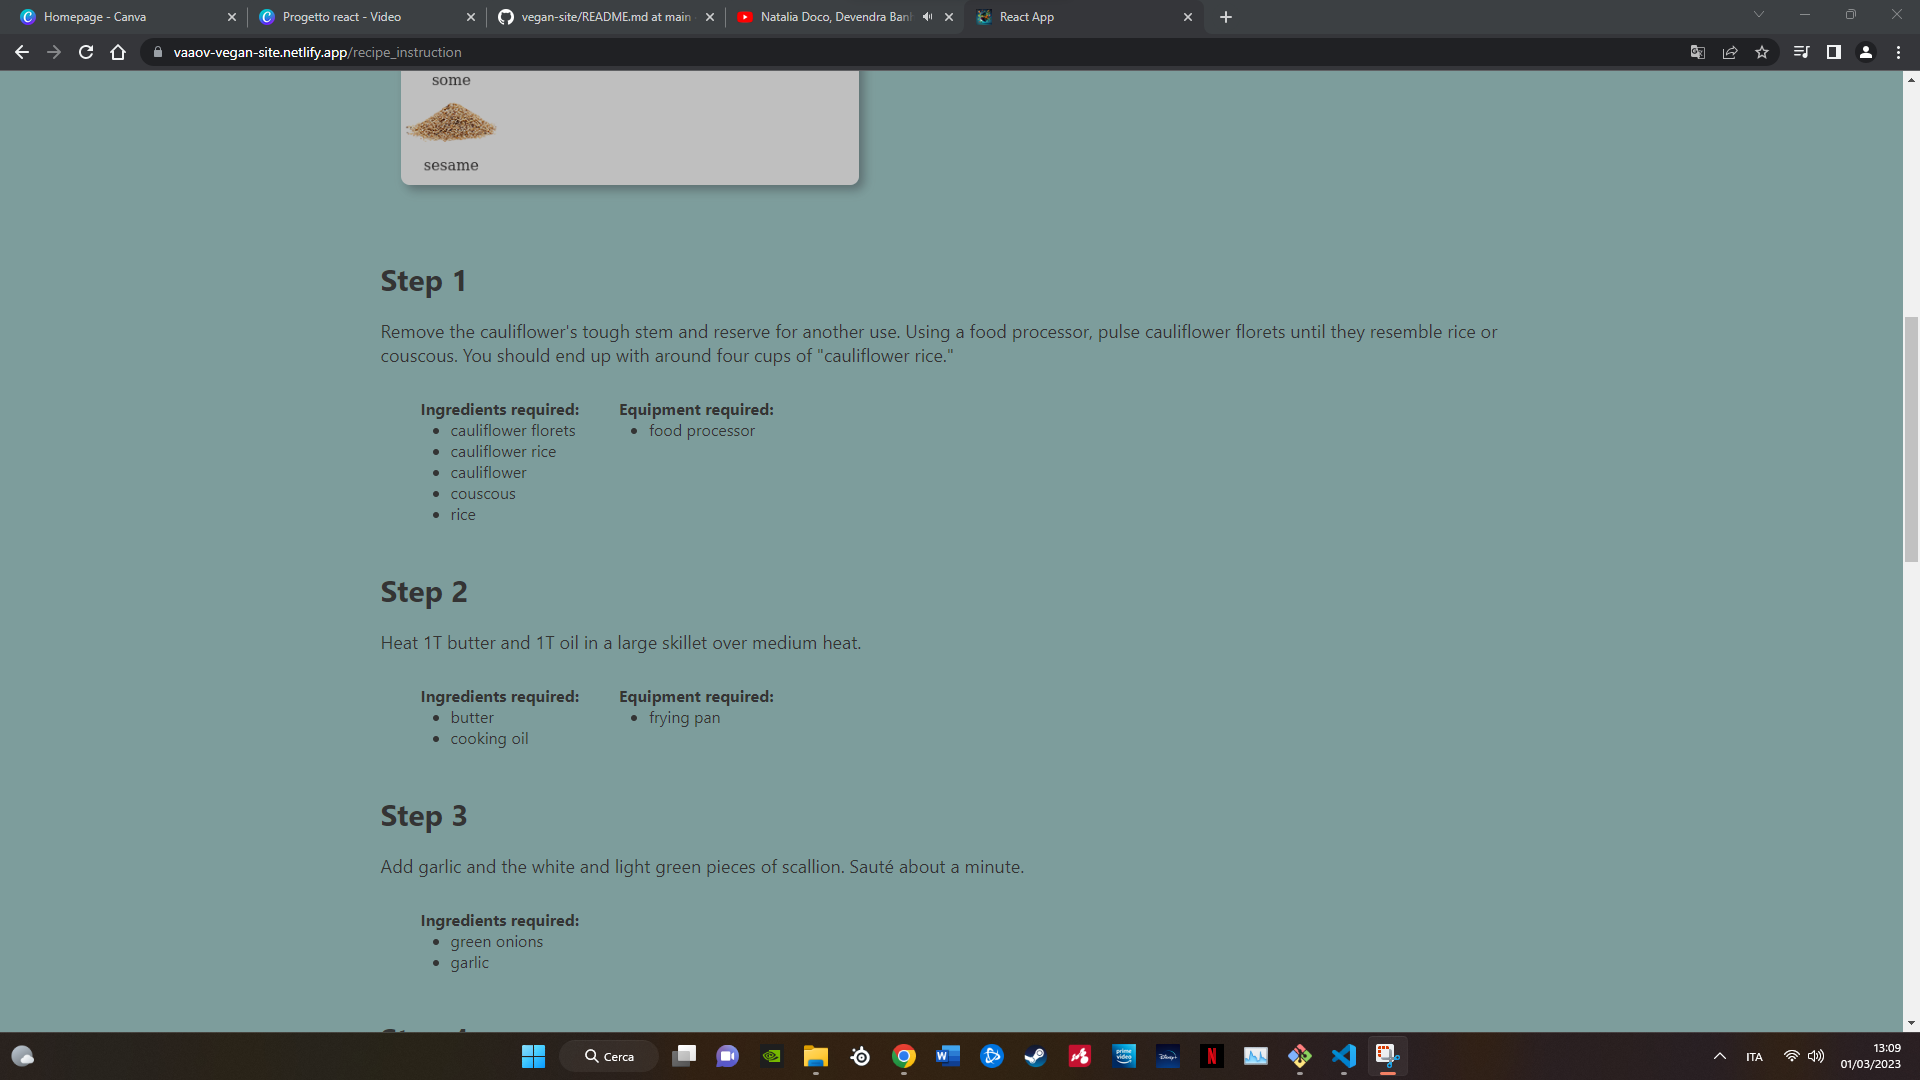 Homepage - Canva
Progetto react - Video
vegan-site/README.md at main
Natalia Doco, Devendra Ban
React App
vaaov-vegan-site.netlify.app/recipe_instruction
some
sesame
Step 1
Remove the cauliflower's tough stem and reserve for another use. Using a food processor, pulse cauliflower florets until they resemble rice or
couscous. You should end up with around four cups of "cauliflower rice."
Ingredients required:
• cauliflower florets
• cauliflower rice
• cauliflower
• couscous
• rice
Equipment required:
• food processor
Step 2
Heat 1T butter and 1T oil in a large skillet over medium heat.
Ingredients required:
• butter
• cooking oil
Equipment required:
• frying pan
Step 3
Add garlic and the white and light green pieces of scallion. Sauté about a minute.
Ingredients required:
• green onions
• garlic
Cerca
prime video
Disney+
ITA
13:09
01/03/2023